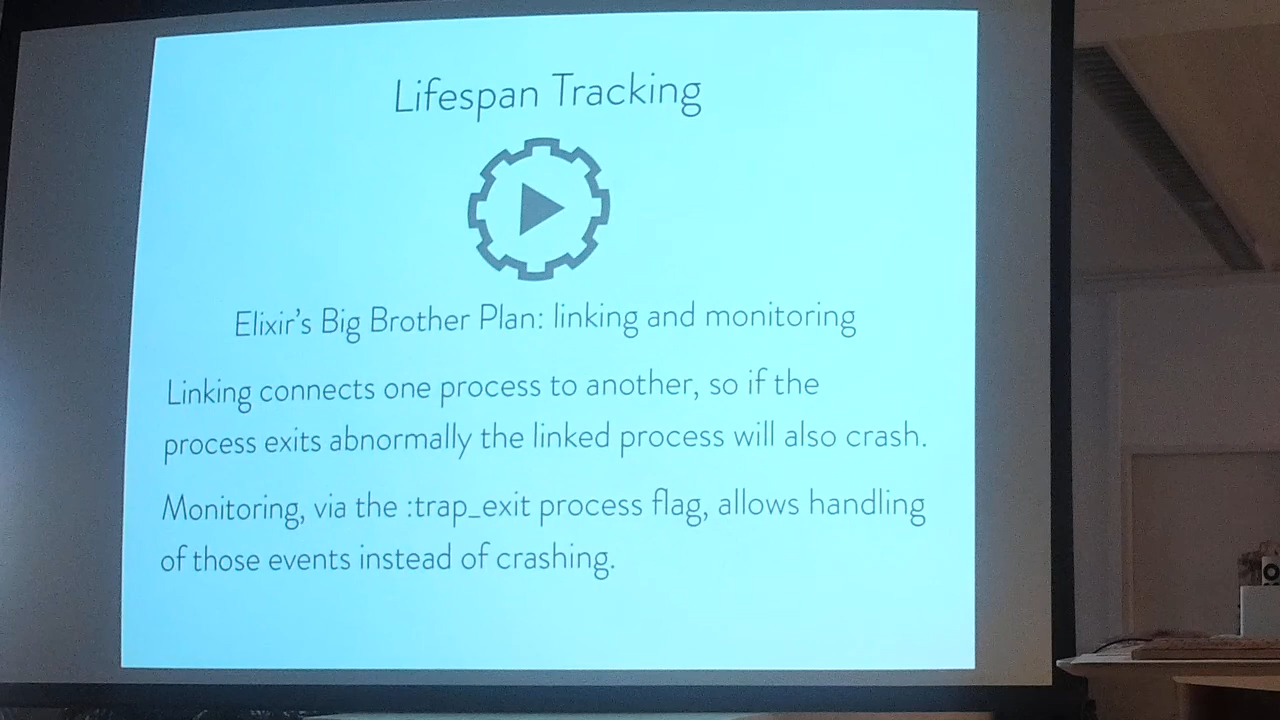 Lifespan Tracking
Elixir's Big Brother Plan: linking and monitoring
Linking connects one process to another, so if the
process exits abnormally the linked process will also crash.
Monitoring, via the :trap_exit process flag, allows handling
of those events instead of crashing.